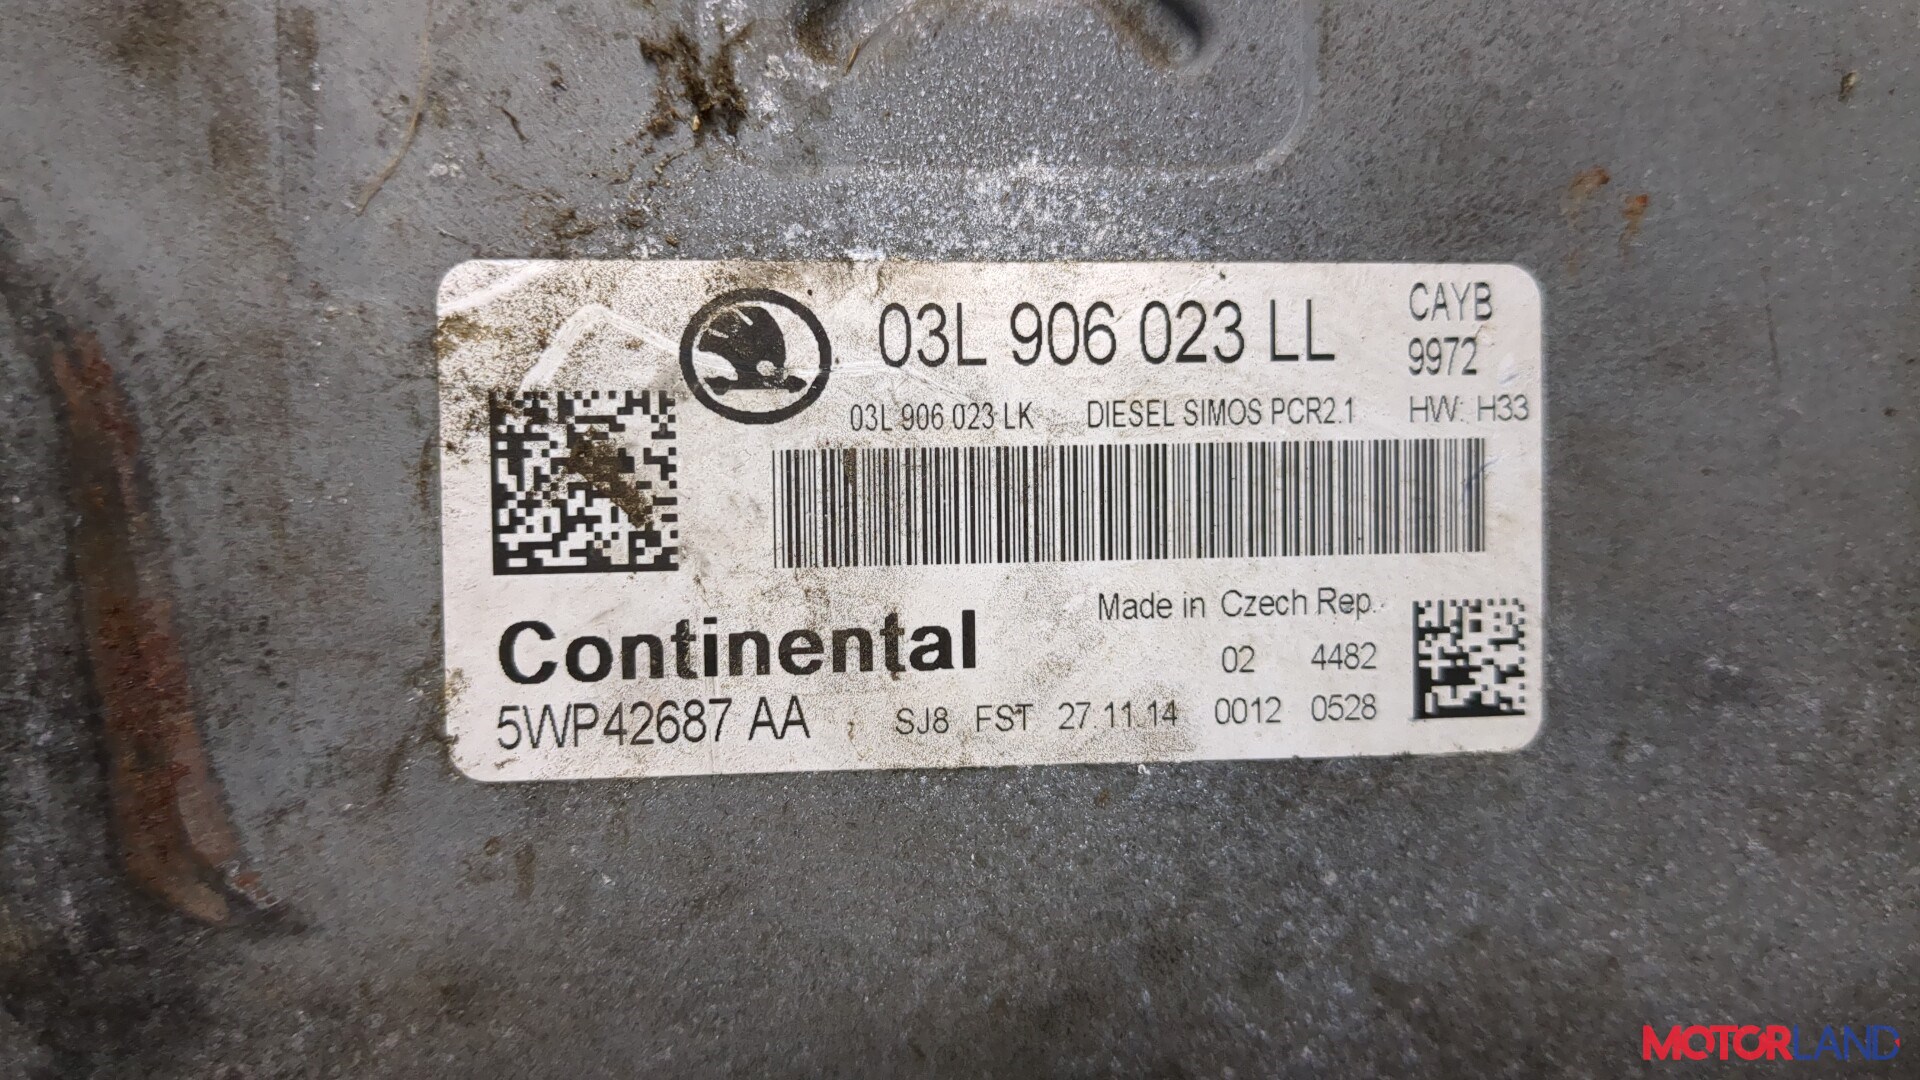 03L 906 023 LL
CAYB
9972
03L 906 023 LK DIESEL SIMOS PCR2.1 HW: H33
Made in Czech Rep.
Continental
02 4482
5WP42687 AA SJ8 FST 27.11.14 0012 0528
MOTORLAND